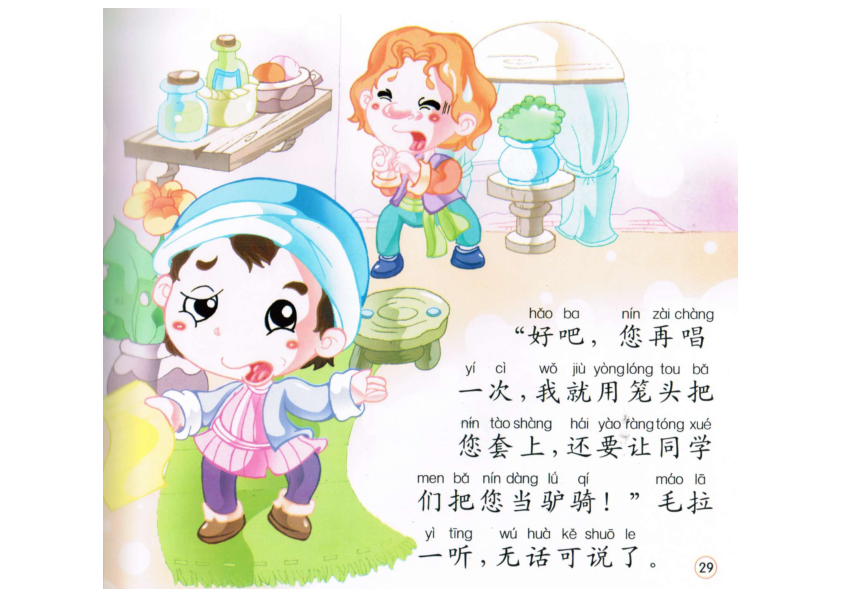 hǎo ba nín zài chàng
“好吧，您再唱
yí cì wǒ jiù yòng lóng tou bǎ
一次，我就用笼头把
nín tào shàng hái yào ràng tóng xué
您套上，还要让同学
men bǎ nín dàng lǘ qí máo lā
们把您当驴骑！”毛拉
yì tīng wú huà kě shuō le
一听，无话可说了。
29